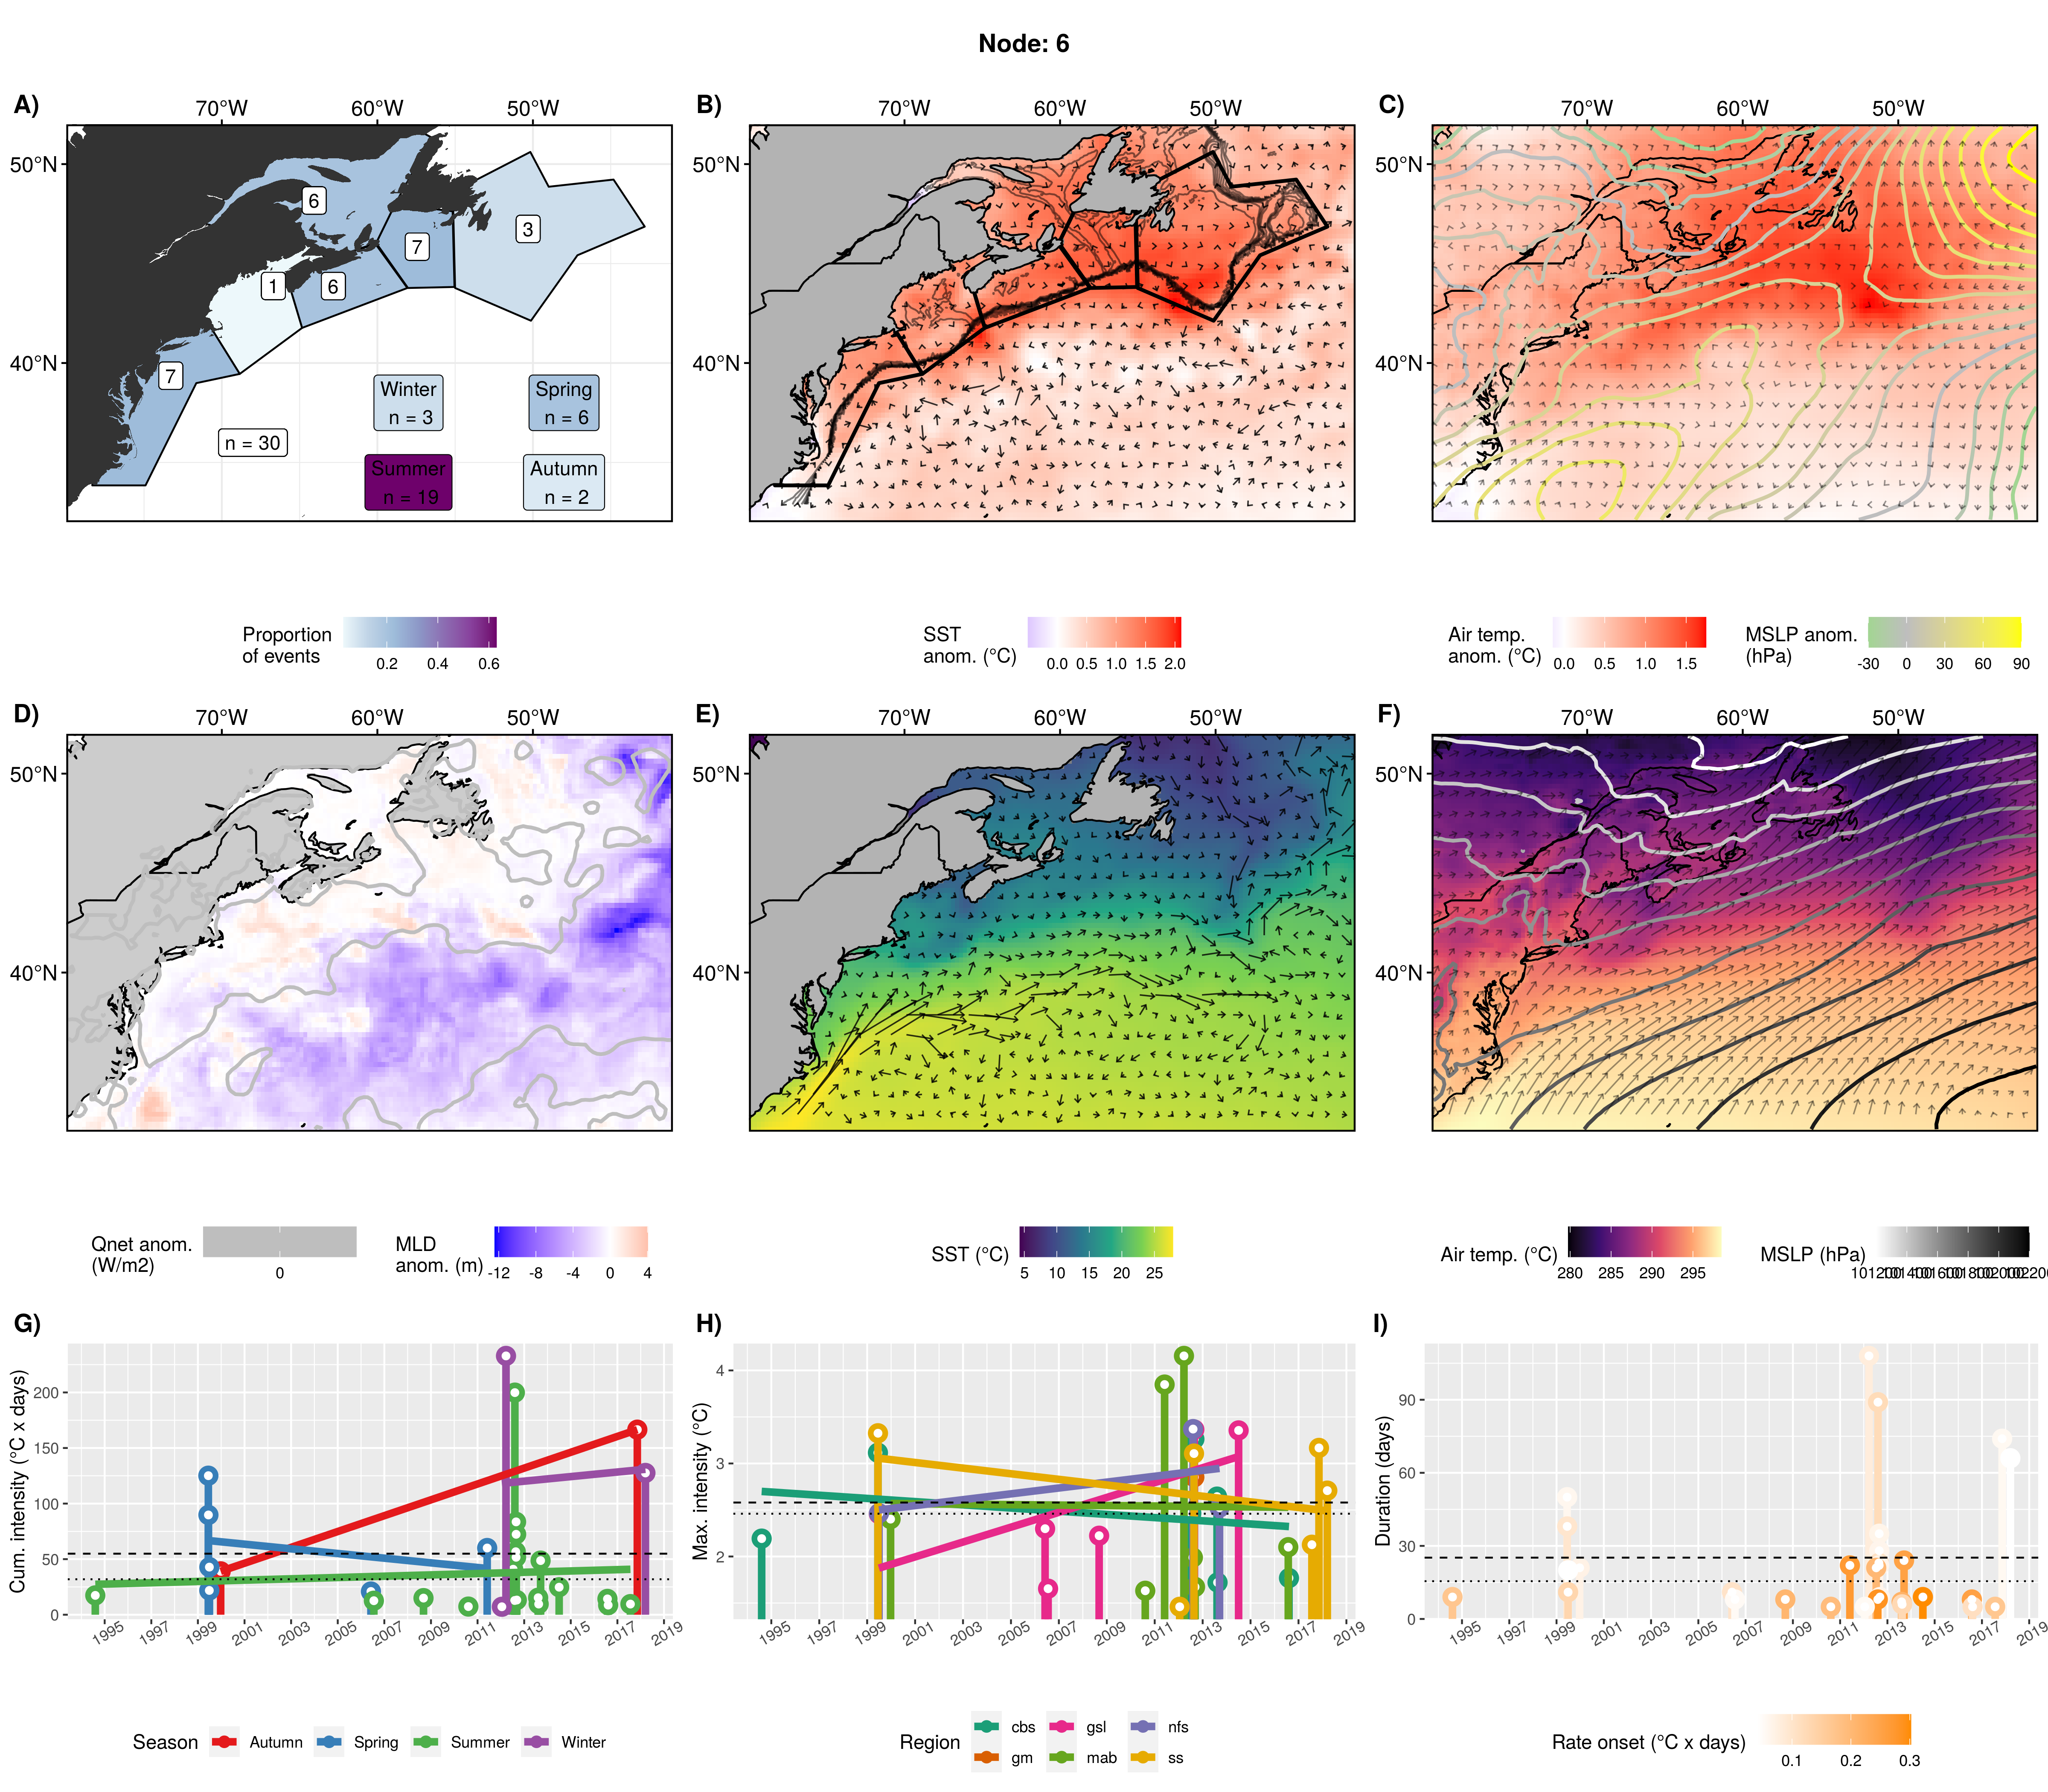 Node: 6
A)
70°W 60°W 50°W
50°N
40°N
6
7
3
1
6
7
n = 30
Winter
n = 3
Spring
n = 6
Summer
n = 19
Autumn
n = 2
Proportion
of events
0.2 0.4 0.6
B)
70°W 60°W 50°W
50°N
40°N
SST
anom. (°C)
0.0 0.5 1.0 1.5 2.0
C)
70°W 60°W 50°W
50°N
40°N
Air temp.
anom. (°C)
0.0 0.5 1.0 1.5
MSLP anom.
(hPa)
-30 0 30 60 90
D)
70°W 60°W 50°W
50°N
40°N
Qnet anom.
(W/m2)
0
MLD
anom. (m)
-12 -8 -4 0 4
E)
70°W 60°W 50°W
50°N
40°N
SST (°C)
5 10 15 20 25
F)
70°W 60°W 50°W
50°N
40°N
Air temp. (°C)
280 285 290 295
MSLP (hPa)
G)
Cum. intensity (°C x days)
200
150
100
50
0
1995 1997 1999 2001 2003 2005 2007 2009 2011 2013 2015 2017 2019
Season Autumn Spring Summer Winter
H)
Max. intensity (°C)
4
3
2
1995 1997 1999 2001 2003 2005 2007 2009 2011 2013 2015 2017 2019
Region
cbs gsl nfs
gm mab ss
I)
Duration (days)
90
60
30
0
1995 1997 1999 2001 2003 2005 2007 2009 2011 2013 2015 2017 2019
Rate onset (°C x days)
0.1 0.2 0.3